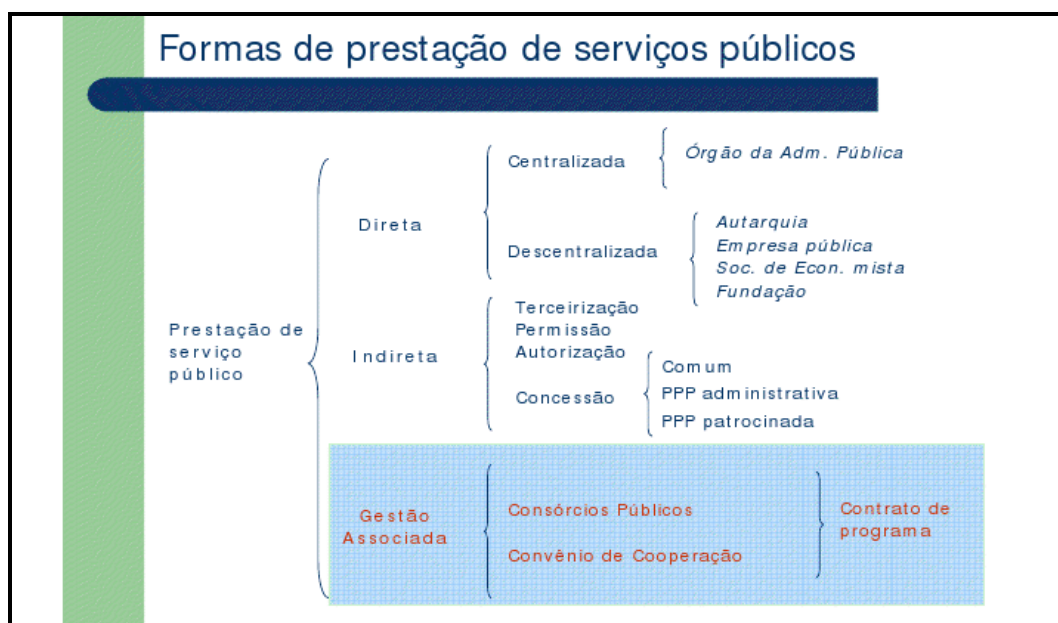 Formas de prestação de serviços públicos
Prestação de
serviço
público
Direta
Centralizada
Órgão da Adm. Pública
Descentralizada
Autarquia
Empresa pública
Soc. de Econ. mista
Fundação
Indireta
Terceirização
Permissão
Autorização
Concessão
Comum
PPP administrativa
PPP patrocinada
Gestão
Associada
Consórcios Públicos
Convênio de Cooperação
Contrato de
programa